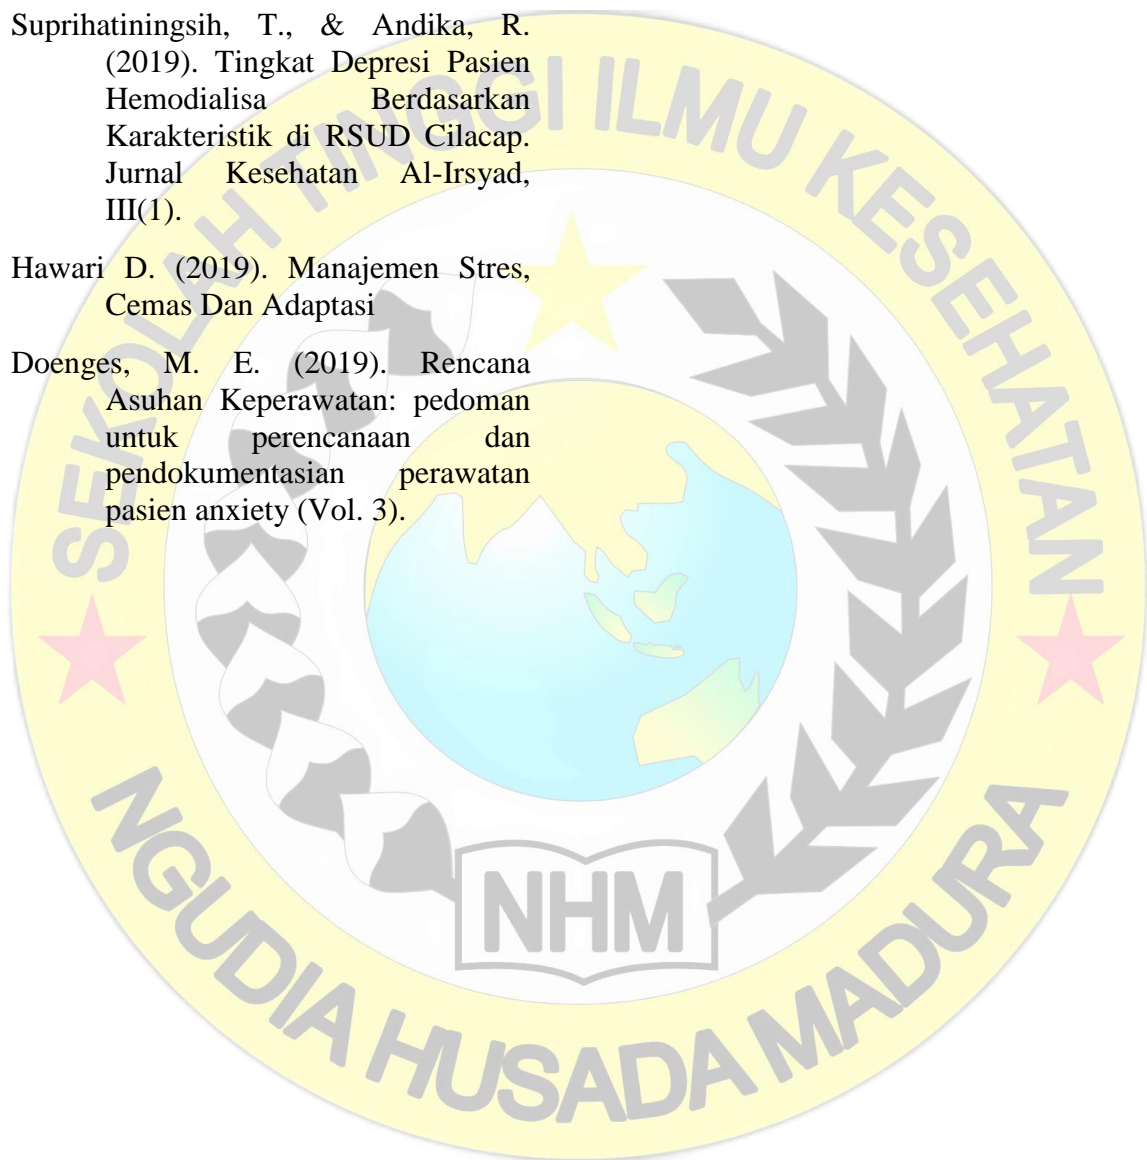 Suprihatiningsih, T., & Andika, R.
(2019). Tingkat Depresi Pasien
Hemodialisa Berdasarkan
Karakteristik di RSUD Cilacap.
Jurnal Kesehatan Al-Irsyad,
III(1).
Hawari D. (2019). Manajemen Stres,
Cemas Dan Adaptasi
Doenges, M. E. (2019). Rencana
Asuhan Keperawatan: pedoman
untuk perencanaan dan
pendokumentasian perawatan
pasien anxiety (Vol. 3).
SEKOLAH TINGGI ILMU KESEHATAN
NHM
NGUDIA HUSADA MADURA